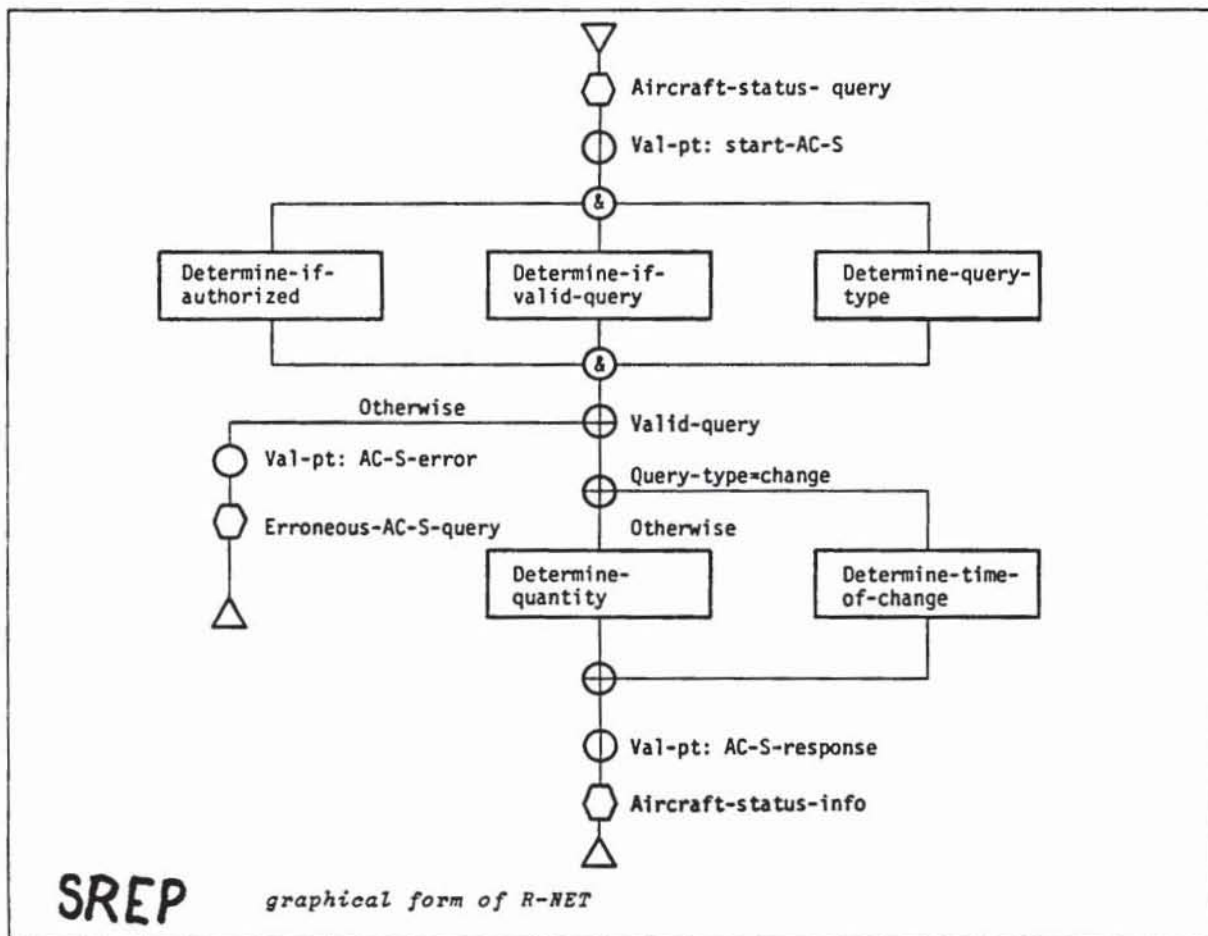 Aircraft-status- query
Val-pt: start-AC-S
&
Determine-if-
authorized
Determine-if-
valid-query
Determine-query-
type
&
Otherwise
Valid-query
Val-pt: AC-S-error
Query-type=change
Erroneous-AC-S-query
Otherwise
Determine-
quantity
Determine-time-
of-change
Val-pt: AC-S-response
Aircraft-status-info
SREP
graphical form of R-NET